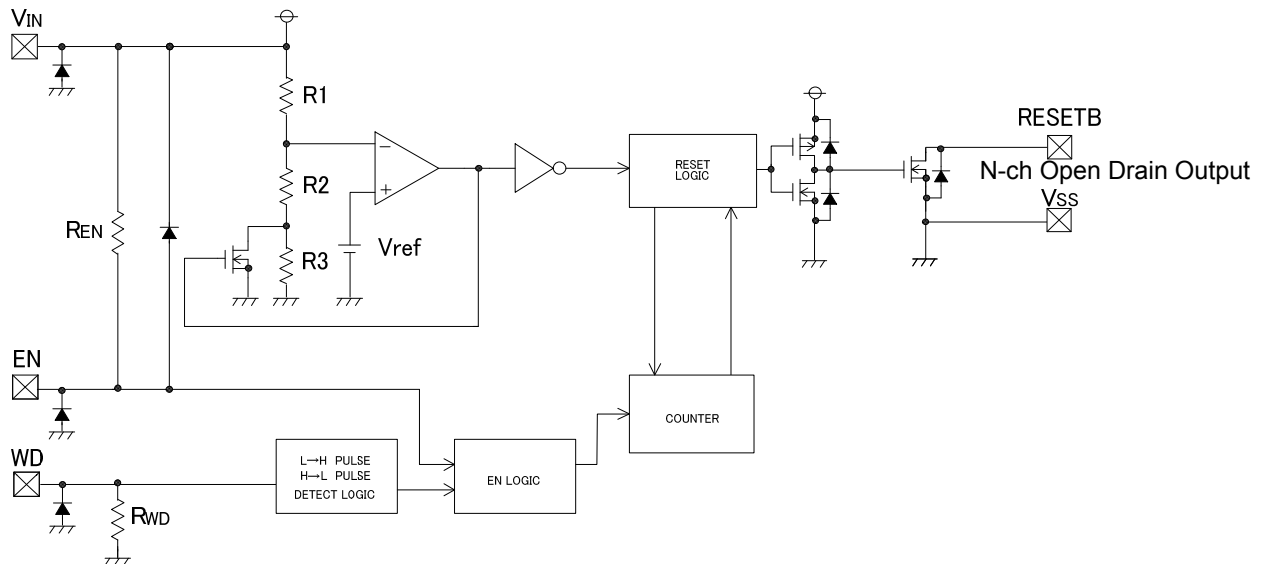 VIN
R1
RESETB
−
RESET
LOGIC
N-ch Open Drain Output
R2
+
VSS
REN
Vref
R3
EN
COUNTER
WD
L→H PULSE
H→L PULSE
DETECT LOGIC
EN LOGIC
RWD